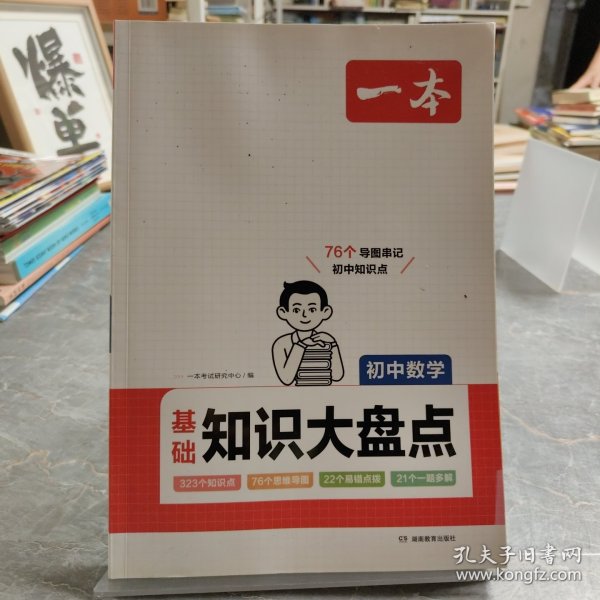 爆单
一本
76个 导图串记
初中知识点
一本考试研究中心 / 编
初中数学
基础
知识大盘点
323个知识点 76个思维导图 22个易错点拨 21个一题多解
CS 湖南教育出版社
孔夫子旧书网
www.kongfz.com